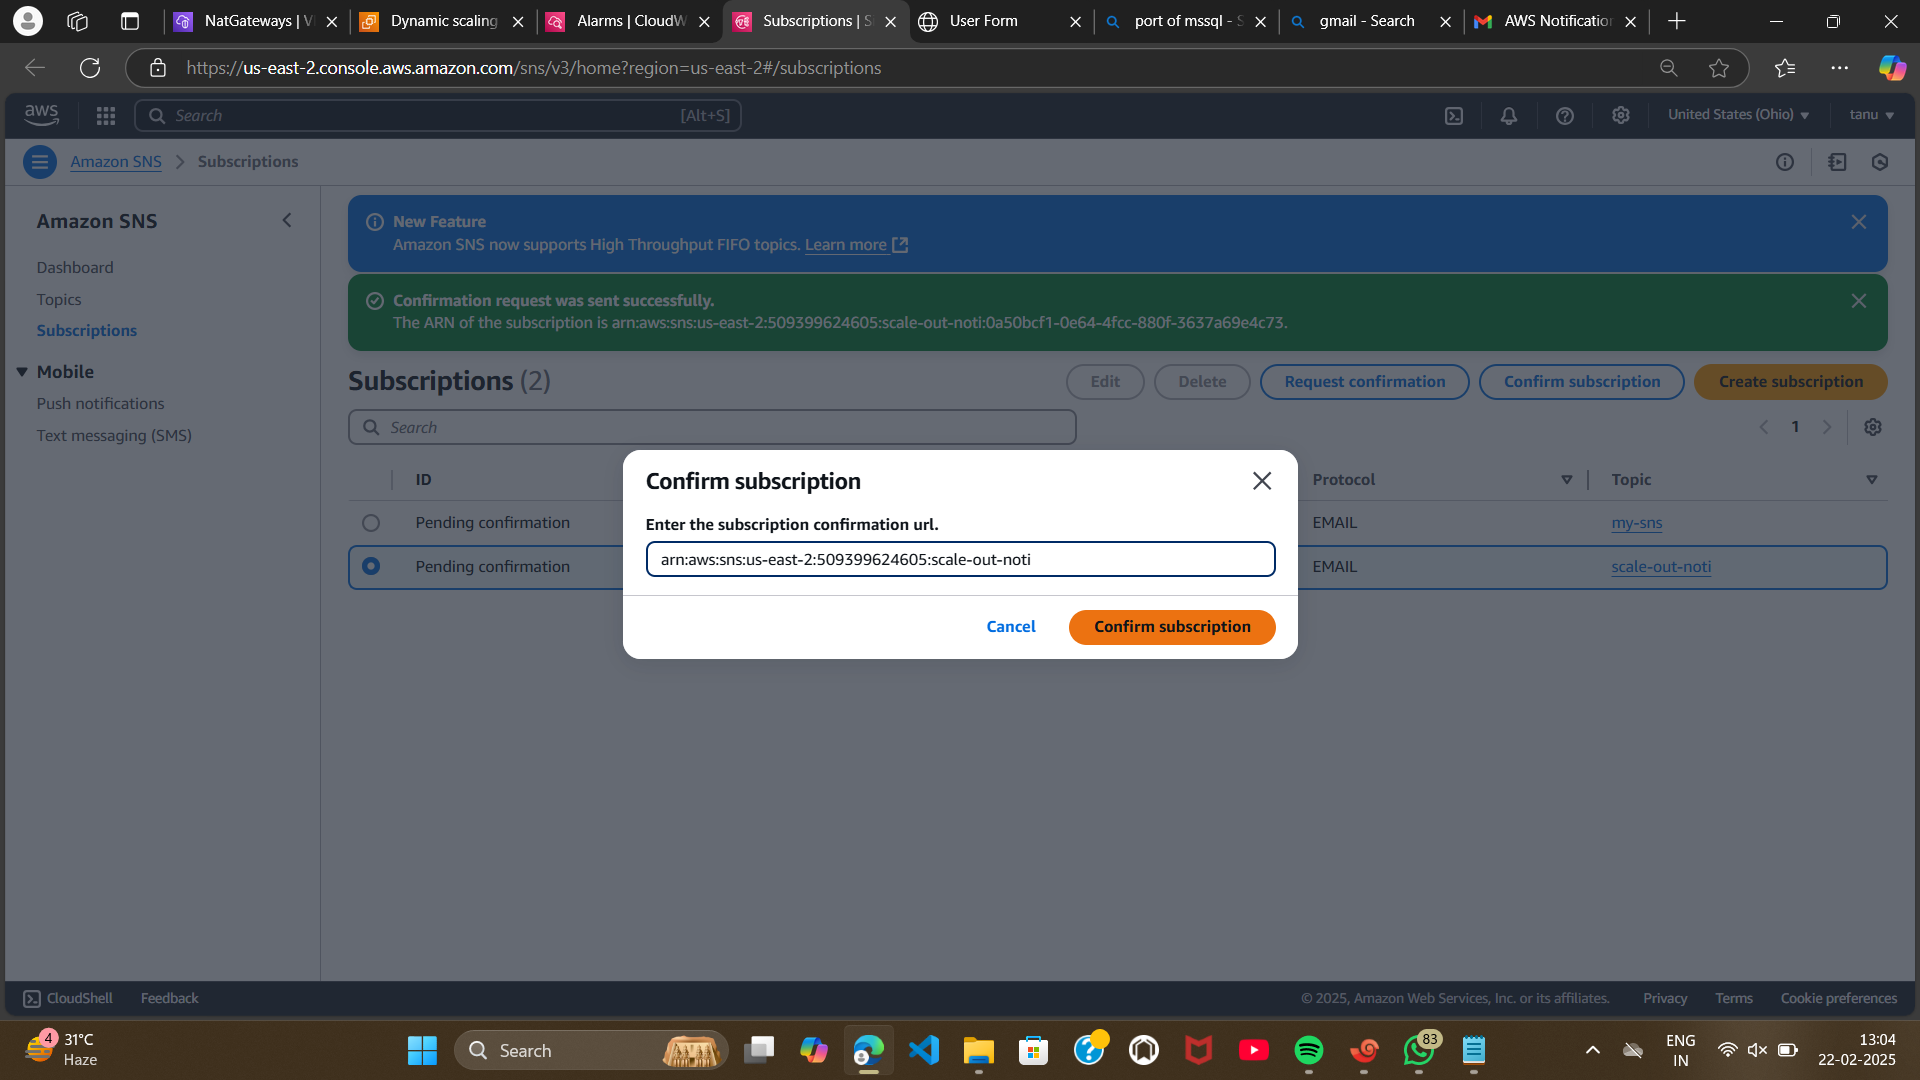 NatGateways | V
Dynamic scaling
Alarms | CloudW
Subscriptions | S
User Form
port of mssql - S
gmail - Search
AWS Notification
https://us-east-2.console.aws.amazon.com/sns/v3/home?region=us-east-2#/subscriptions
aws
Search
[Alt+S]
United States (Ohio)
tanu
Amazon SNS
Subscriptions
Amazon SNS
Dashboard
Topics
Subscriptions
Mobile
Push notifications
Text messaging (SMS)
New Feature
Amazon SNS now supports High Throughput FIFO topics. Learn more
Confirmation request was sent successfully.
The ARN of the subscription is arn:aws:sns:us-east-2:509399624605:scale-out-noti:0a50bcf1-0e64-4fcc-880f-3637a69e4c73.
Subscriptions (2)
Edit
Delete
Request confirmation
Confirm subscription
Create subscription
Search
1
ID
Protocol
Topic
Pending confirmation
EMAIL
my-sns
Pending confirmation
EMAIL
scale-out-noti
Confirm subscription
Enter the subscription confirmation url.
arn:aws:sns:us-east-2:509399624605:scale-out-noti
Cancel
Confirm subscription
CloudShell
Feedback
© 2025, Amazon Web Services, Inc. or its affiliates.
Privacy
Terms
Cookie preferences
4
31°C
Haze
Search
83
ENG
IN
13:04
22-02-2025